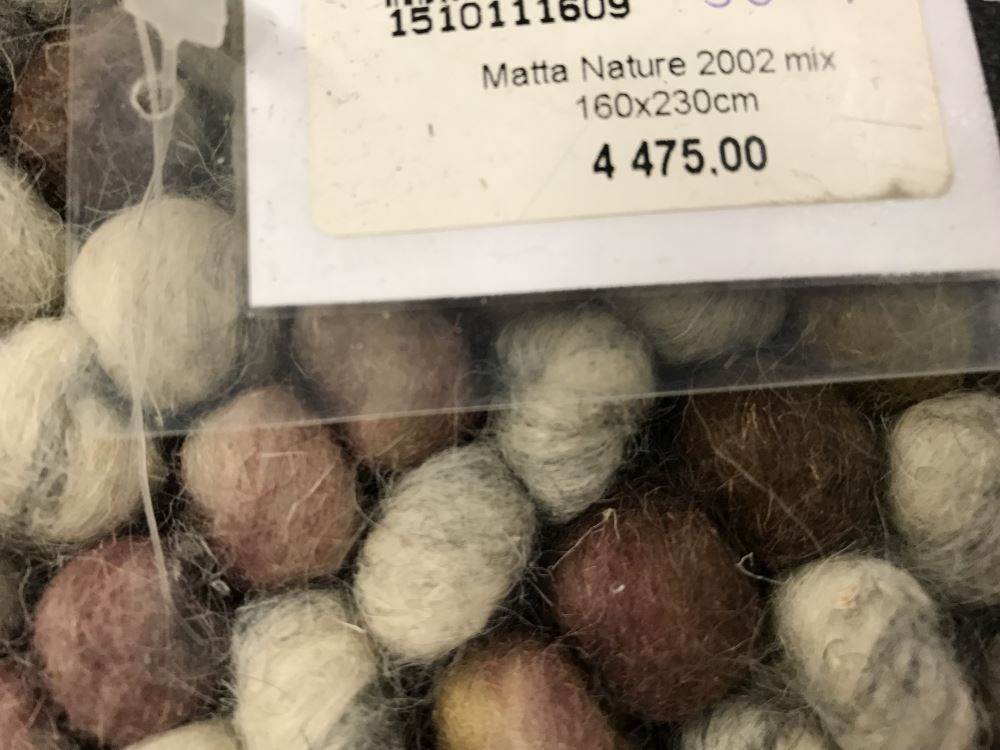 1510111609
Matta Nature 2002 mix
160x230cm
4 475.00